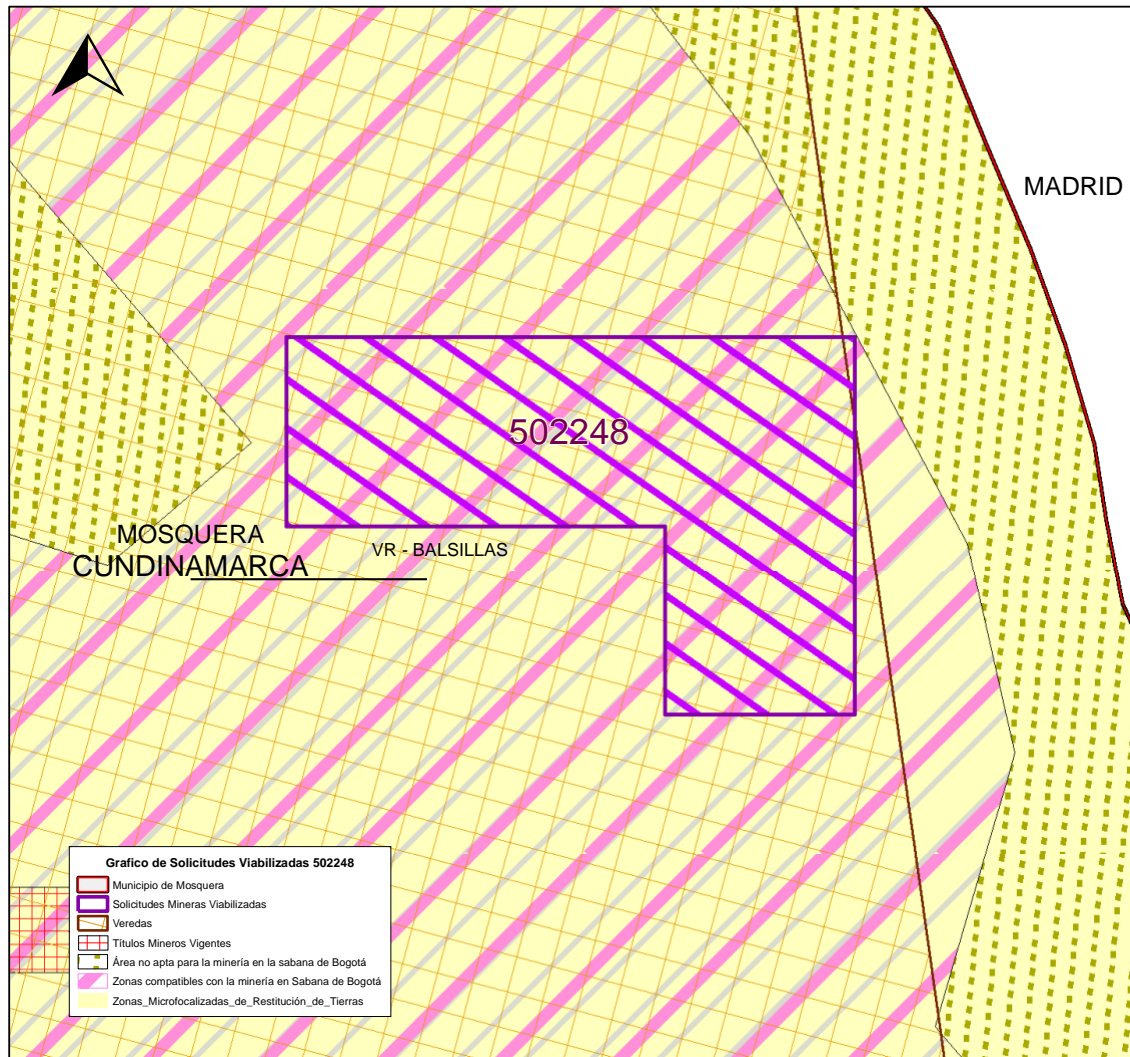 MADRID
502248
MOSQUERA
CUNDINAMARCA
VR - BALSILLAS
Grafico de Solicitudes Viabilizadas 502248
Municipio de Mosquera
Solicitudes Mineras Viabilizadas
Veredas
Títulos Mineros Vigentes
Área no apta para la minería en la sabana de Bogotá
Zonas compatibles con la minería en Sabana de Bogotá
Zonas_Microfocalizadas_de_Restitución_de_Tierras